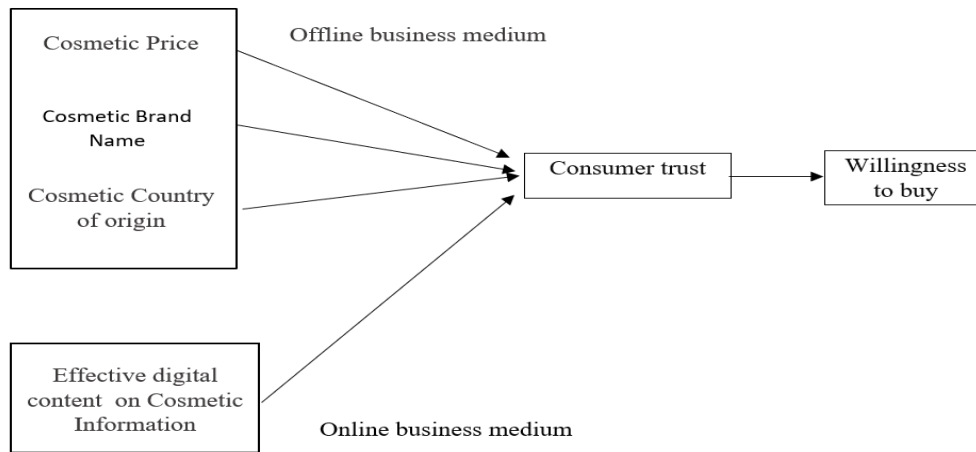 Cosmetic Price
Offline business medium
Cosmetic Brand
Name
Cosmetic Country
of origin
Consumer trust
Willingness
to buy
Effective digital
content on Cosmetic
Information
Online business medium